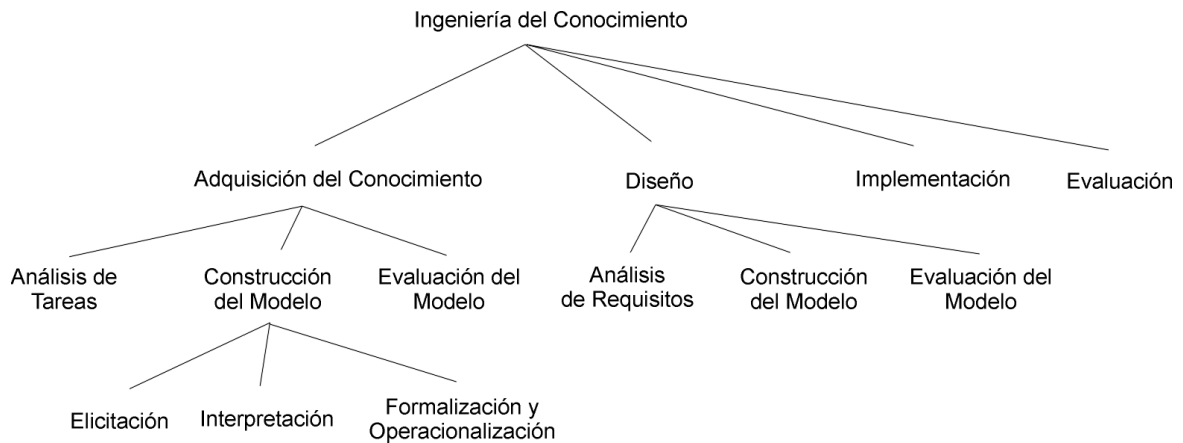 Ingeniería del Conocimiento
Adquisición del Conocimiento
Diseño
Implementación
Evaluación
Análisis de
Tareas
Construcción
del Modelo
Evaluación del
Modelo
Análisis
de Requisitos
Construcción
del Modelo
Evaluación del
Modelo
Elicitación
Interpretación
Formalización y
Operacionalización